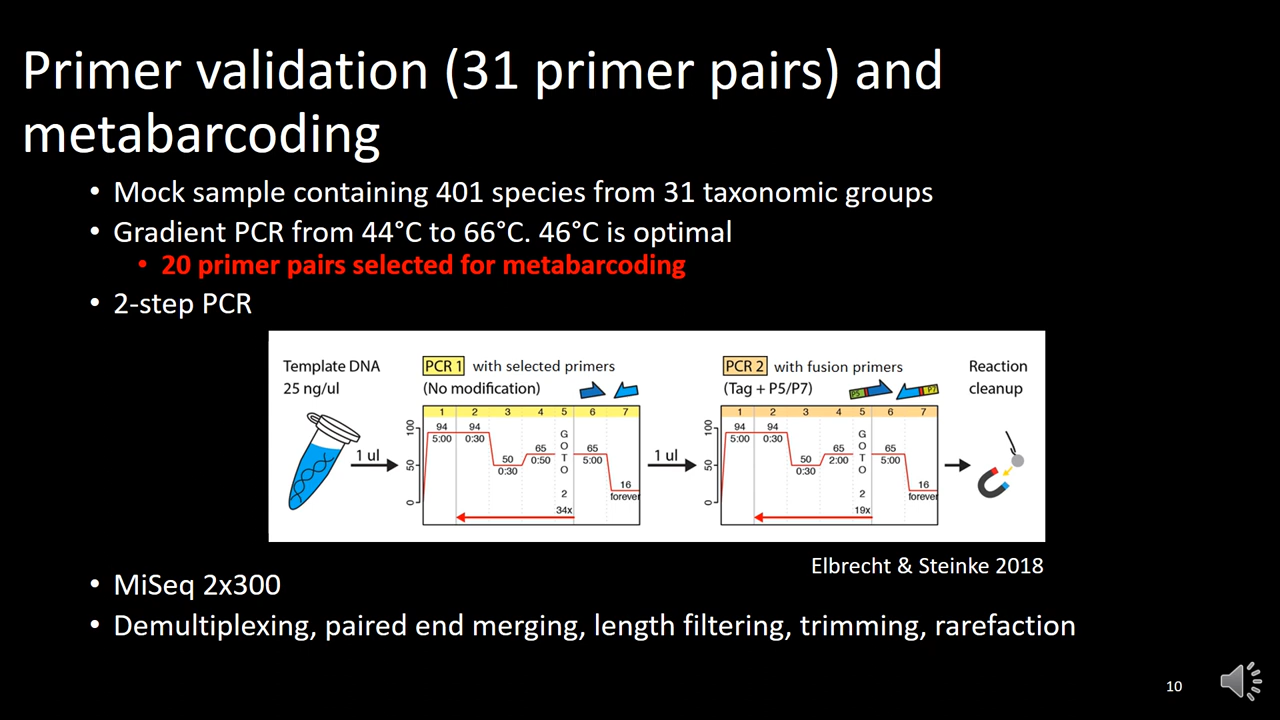 Primer validation (31 primer pairs) and
metabarcoding
• Mock sample containing 401 species from 31 taxonomic groups
• Gradient PCR from 44°C to 66°C. 46°C is optimal
• 20 primer pairs selected for metabarcoding
• 2-step PCR
Template DNA
25 ng/ul
1 ul
PCR 1 with selected primers
(No modification)
1 2 3 4 5 6 7
100
50
0
94
5:00
94
0:30
50
0:30
65
0:50
GOTO 2
65
5:00
16
forever
34x
1 ul
PCR 2 with fusion primers
(Tag + P5/P7)
P5 P7
1 2 3 4 5 6 7
100
50
0
94
5:00
94
0:30
50
0:30
65
2:00
GOTO 2
65
5:00
16
forever
19x
Reaction
cleanup
Elbrecht & Steinke 2018
• MiSeq 2x300
• Demultiplexing, paired end merging, length filtering, trimming, rarefaction
10